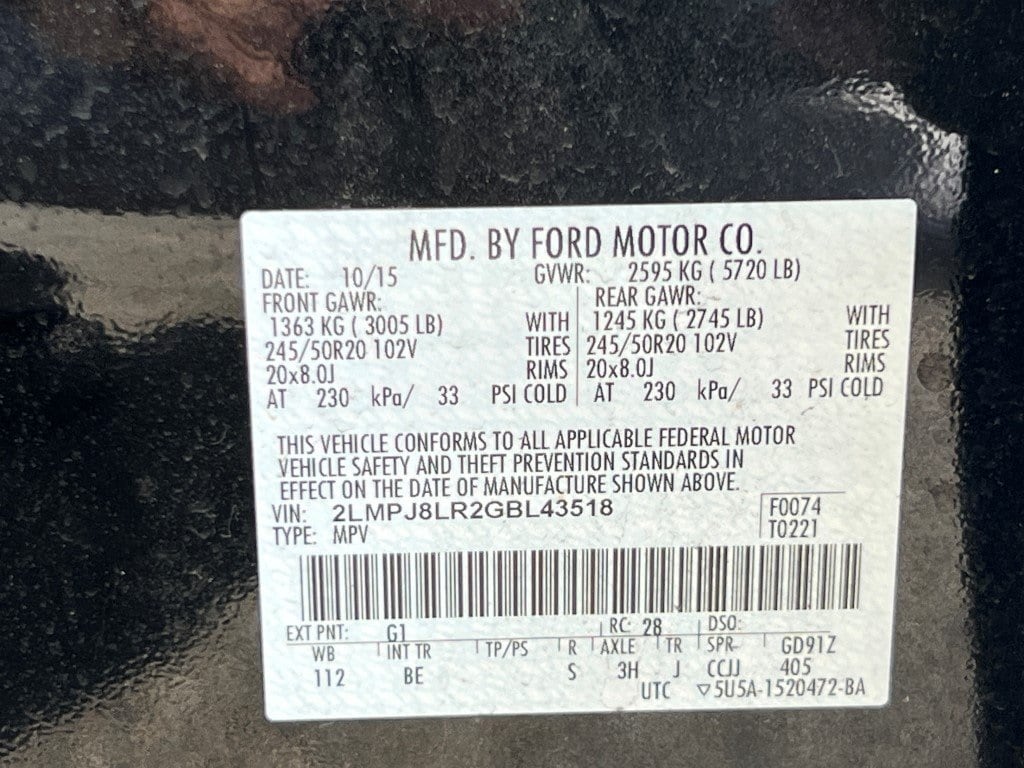 MFD. BY FORD MOTOR CO.
DATE: 10/15 GVWR: 2595 KG ( 5720 LB)
FRONT GAWR: REAR GAWR:
1363 KG ( 3005 LB) WITH 1245 KG ( 2745 LB) WITH
245/50R20 102V TIRES 245/50R20 102V TIRES
20x8.0J RIMS 20x8.0J RIMS
AT 230 kPa/ 33 PSI COLD AT 230 kPa/ 33 PSI COLD
THIS VEHICLE CONFORMS TO ALL APPLICABLE FEDERAL MOTOR
VEHICLE SAFETY AND THEFT PREVENTION STANDARDS IN
EFFECT ON THE DATE OF MANUFACTURE SHOWN ABOVE.
VIN: 2LMPJ8LR2GBL43518 F0074
TYPE: MPV T0221
EXT PNT: G1 RC: 28 DSO:
WB INT TR TP/PS R AXLE TR SPR GD91Z
112 BE S 3H J CCJJ 405
UTC ▽5U5A-1520472-BA